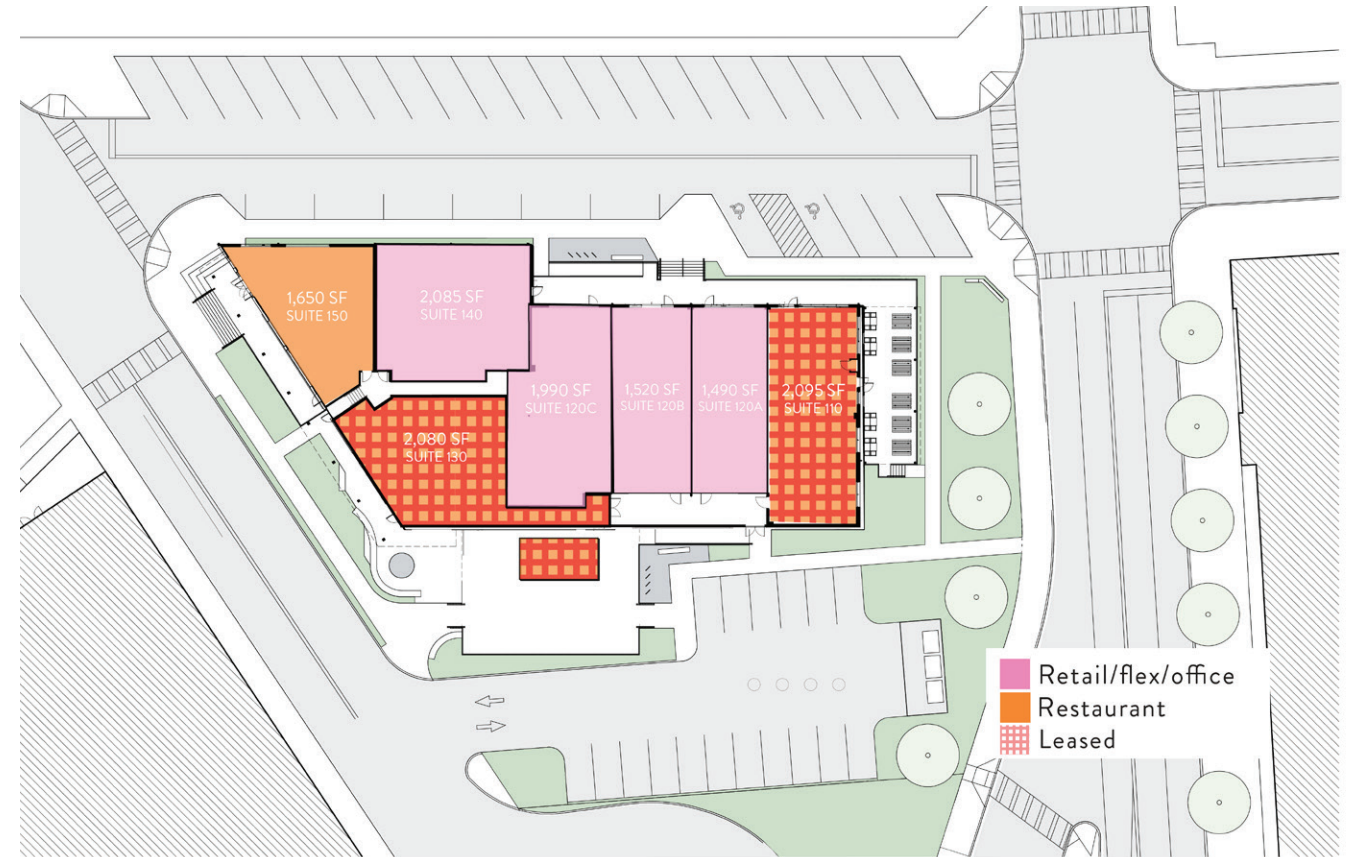 1,650 SF
SUITE 150
2,085 SF
SUITE 140
1,990 SF
SUITE 120C
1,520 SF
SUITE 120B
1,490 SF
SUITE 120A
2,095 SF
SUITE 110
2,080 SF
SUITE 130
Retail/flex/office
Restaurant
Leased